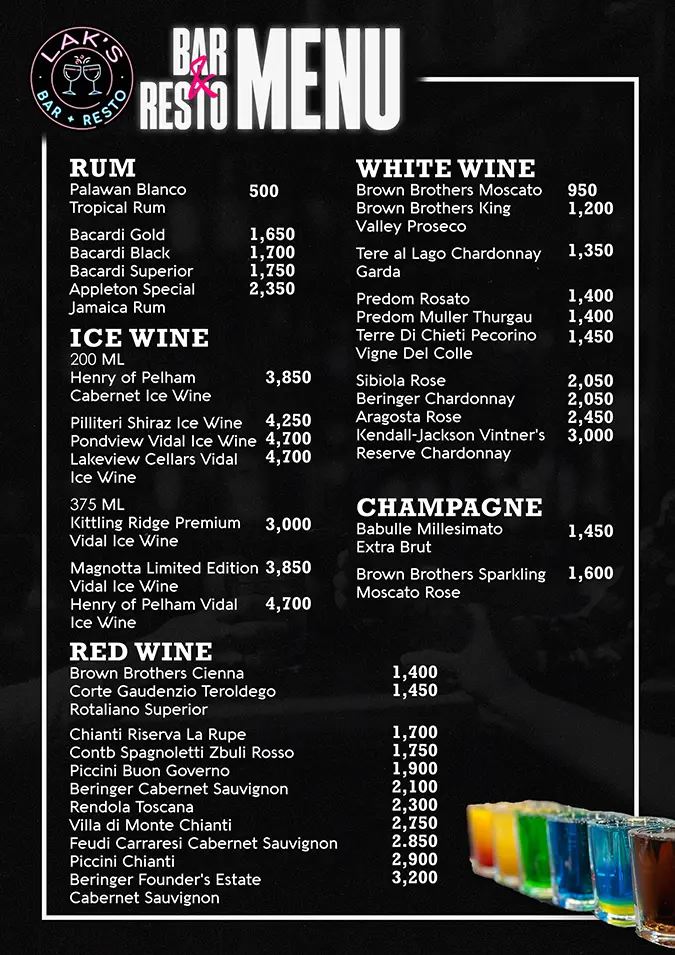 LAK'S
BAR + RESTO
BAR
&
RESTO
MENU
RUM
Palawan Blanco 500
Tropical Rum
Bacardi Gold 1,650
Bacardi Black 1,700
Bacardi Superior 1,750
Appleton Special 2,350
Jamaica Rum
ICE WINE
200 ML
Henry of Pelham 3,850
Cabernet Ice Wine
Pilliteri Shiraz Ice Wine 4,250
Pondview Vidal Ice Wine 4,700
Lakeview Cellars Vidal 4,700
Ice Wine
375 ML
Kittling Ridge Premium 3,000
Vidal Ice Wine
Magnotta Limited Edition 3,850
Vidal Ice Wine
Henry of Pelham Vidal 4,700
Ice Wine
WHITE WINE
Brown Brothers Moscato 950
Brown Brothers King 1,200
Valley Proseco
Tere al Lago Chardonnay 1,350
Garda
Predom Rosato 1,400
Predom Muller Thurgau 1,400
Terre Di Chieti Pecorino 1,450
Vigne Del Colle
Sibiola Rose 2,050
Beringer Chardonnay 2,050
Aragosta Rose 2,450
Kendall-Jackson Vintner's 3,000
Reserve Chardonnay
CHAMPAGNE
Babulle Millesimato 1,450
Extra Brut
Brown Brothers Sparkling 1,600
Moscato Rose
RED WINE
Brown Brothers Cienna 1,400
Corte Gaudenzio Teroldego 1,450
Rotaliano Superior
Chianti Riserva La Rupe 1,700
Contb Spagnoletti Zbuli Rosso 1,750
Piccini Buon Governo 1,900
Beringer Cabernet Sauvignon 2,100
Rendola Toscana 2,300
Villa di Monte Chianti 2,750
Feudi Carraresi Cabernet Sauvignon 2.850
Piccini Chianti 2,900
Beringer Founder's Estate 3,200
Cabernet Sauvignon